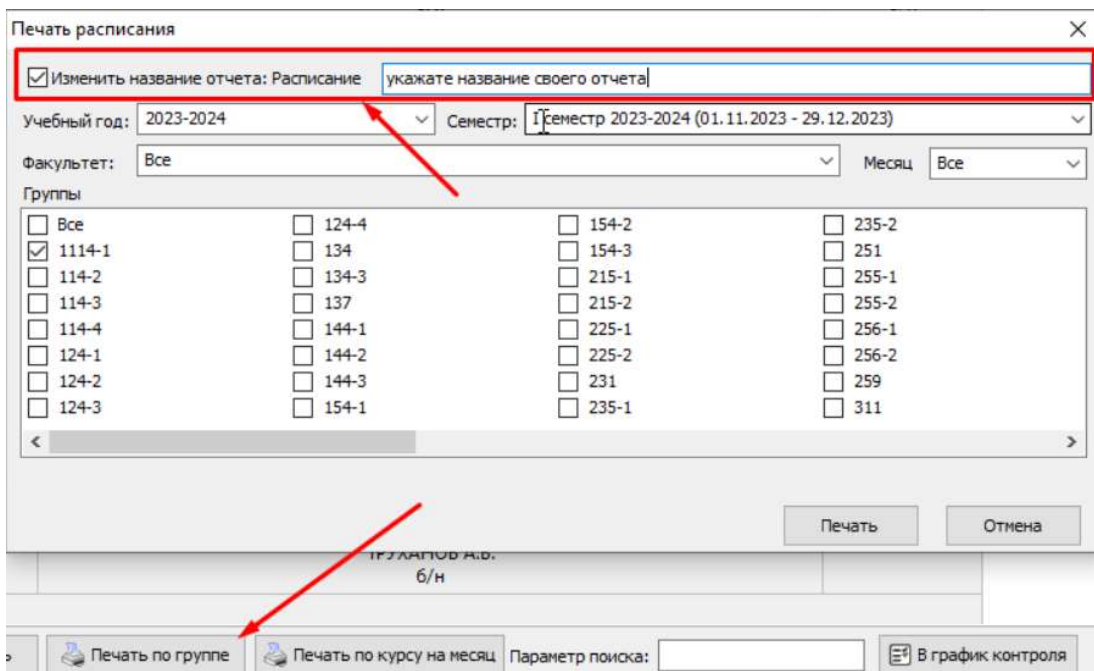 Печать расписания
Изменить название отчета: Расписание укажате название своего отчета
Учебный год: 2023-2024 Семестр: I семестр 2023-2024 (01.11.2023 - 29.12.2023)
Факультет: Все Месяц Все
Группы
Все 124-4 154-2 235-2
1114-1 134 154-3 251
114-2 134-3 215-1 255-1
114-3 137 215-2 255-2
114-4 144-1 225-1 256-1
124-1 144-2 225-2 256-2
124-2 144-3 231 259
124-3 154-1 235-1 311
Печать Отмена
ТРУХАНОВ А.В.
б/н
Печать по группе Печать по курсу на месяц Параметр поиска: В график контроля